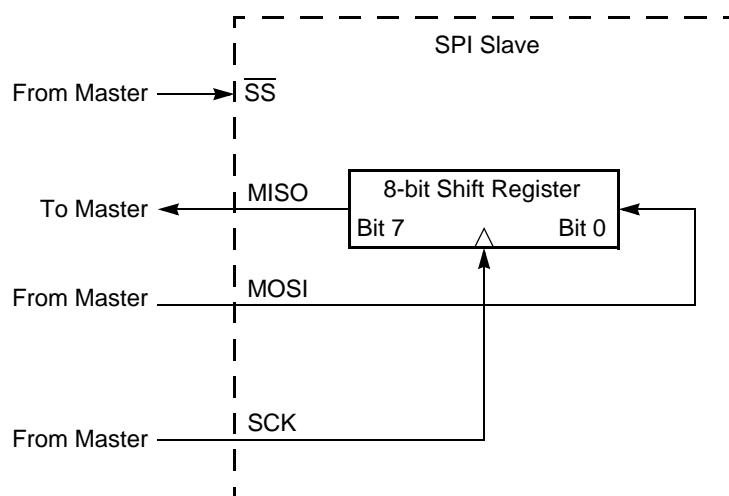 SPI Slave
From Master
SS
To Master
MISO
8-bit Shift Register
Bit 7
Bit 0
From Master
MOSI
From Master
SCK